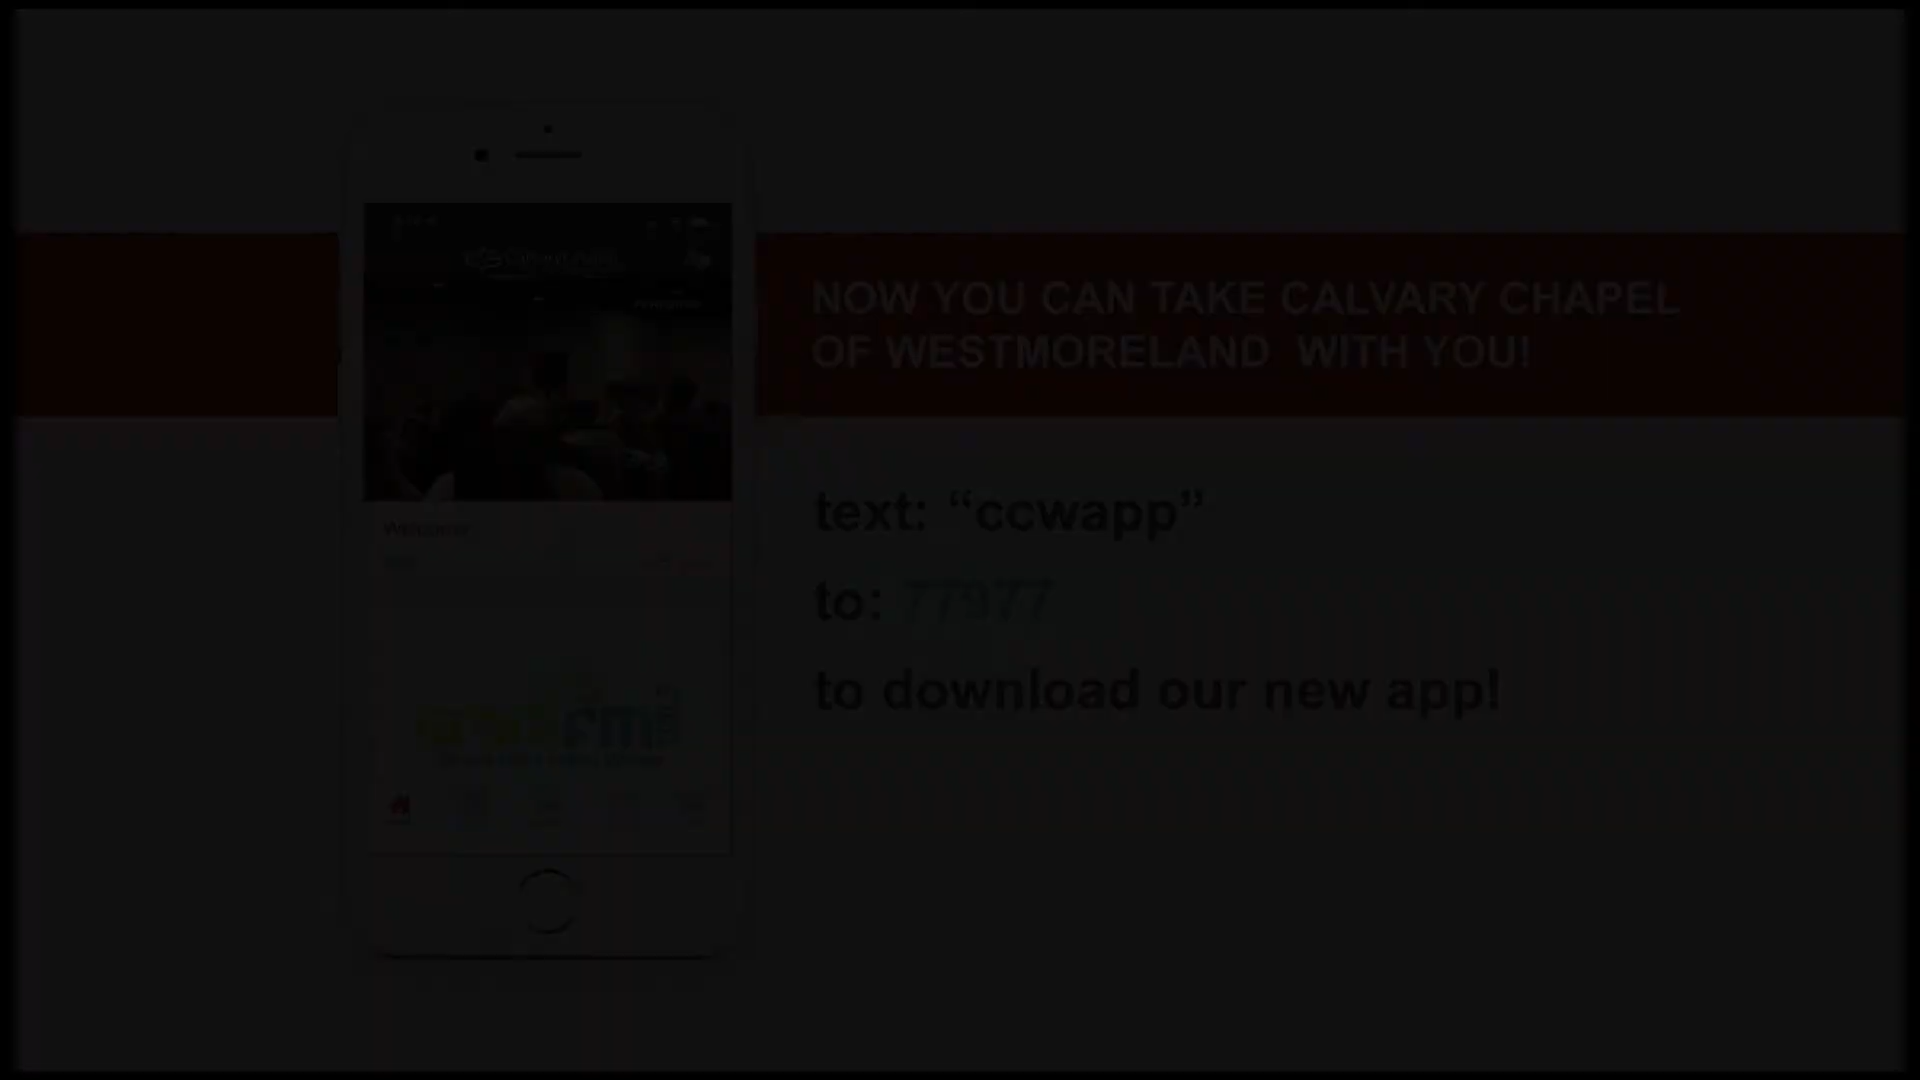 NOW YOU CAN TAKE CALVARY CHAPEL
OF WESTMORELAND WITH YOU!
text: “ccwapp”
to: 77977
to download our new app!
Welcome